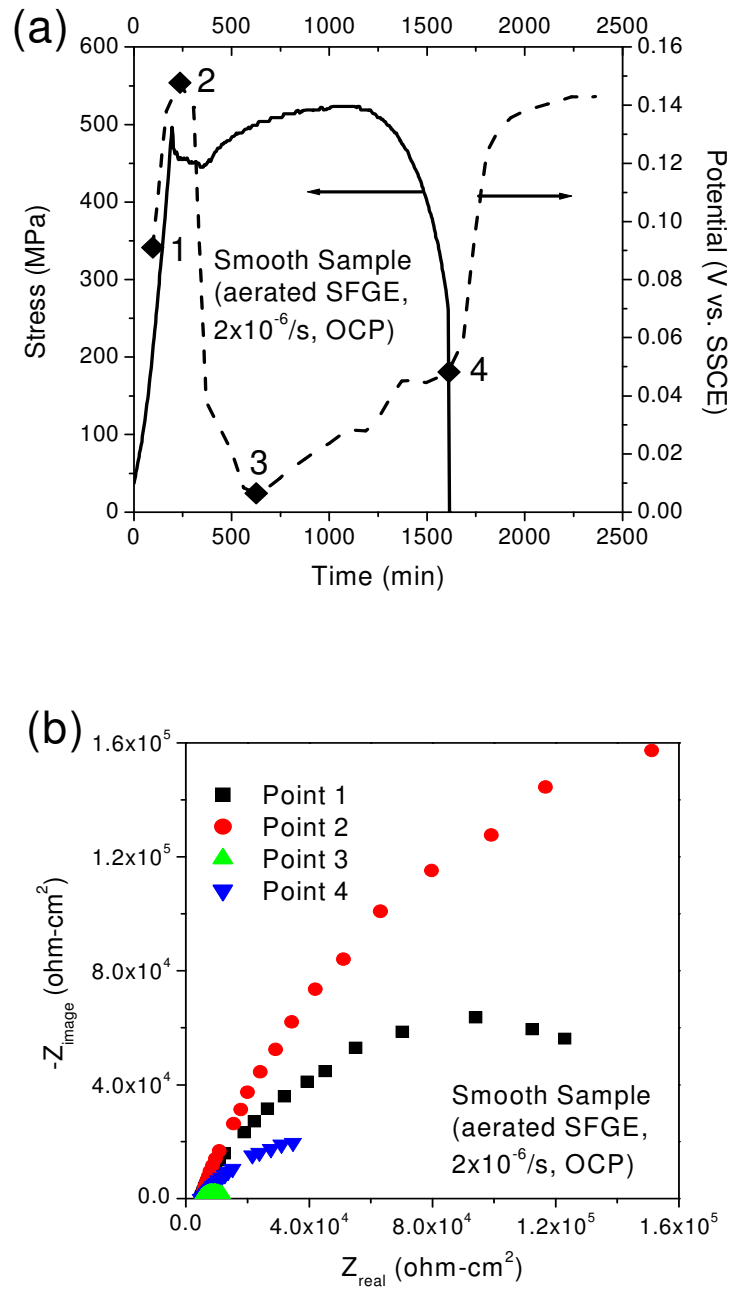 (a)
0 500 1000 1500 2000 2500
600
500
400
300
200
100
0
Stress (MPa)
0.16
0.14
0.12
0.10
0.08
0.06
0.04
0.02
0.00
Potential (V vs. SSCE)
2
1
3
4
Smooth Sample
(aerated SFGE,
2x10⁻⁶/s, OCP)
0 500 1000 1500 2000 2500
Time (min)
(b)
1.6x10⁵
1.2x10⁵
8.0x10⁴
4.0x10⁴
0.0
-Z_image (ohm-cm²)
Point 1
Point 2
Point 3
Point 4
Smooth Sample
(aerated SFGE,
2x10⁻⁶/s, OCP)
0.0 4.0x10⁴ 8.0x10⁴ 1.2x10⁵ 1.6x10⁵
Z_real (ohm-cm²)